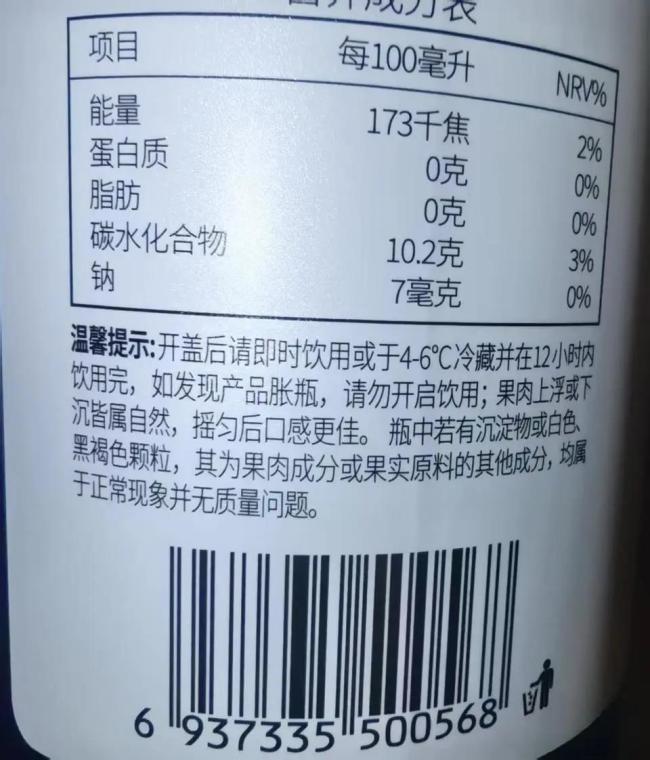 营养成分表
项目 每100毫升 NRV%
能量 173千焦 2%
蛋白质 0克 0%
脂肪 0克 0%
碳水化合物 10.2克 3%
钠 7毫克 0%
温馨提示:开盖后请即时饮用或于4-6℃冷藏并在12小时内
饮用完，如发现产品胀瓶，请勿开启饮用；果肉上浮或下
沉皆属自然，摇匀后口感更佳。瓶中若有沉淀物或白色、
黑褐色颗粒，其为果肉成分或果实原料的其他成分，均属
于正常现象并无质量问题。
6 937335 500568